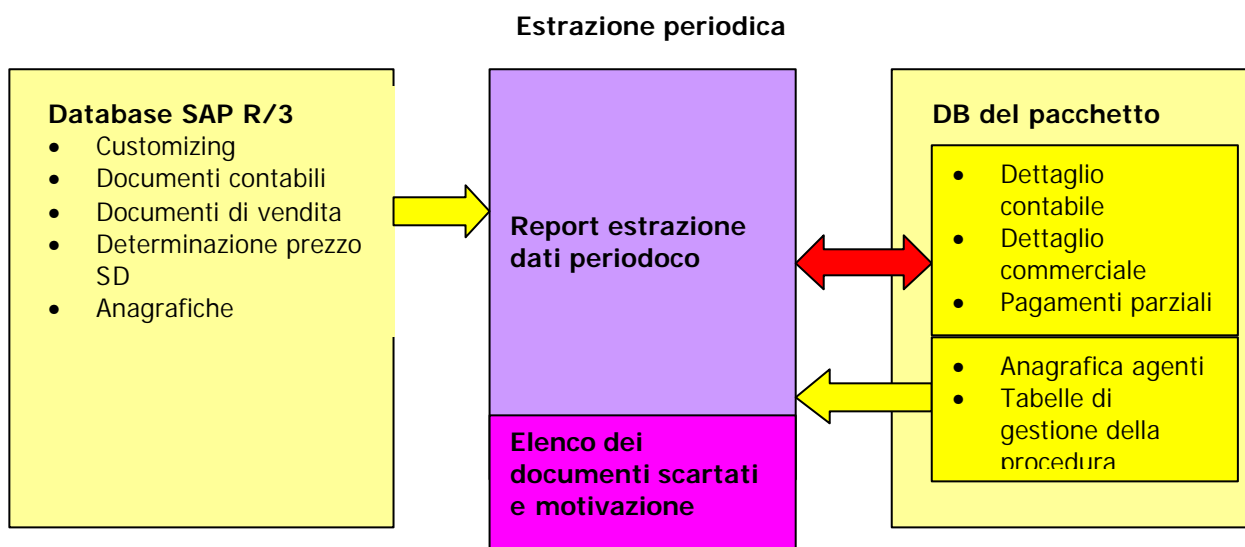 Estrazione periodica
Database SAP R/3
• Customizing
• Documenti contabili
• Documenti di vendita
• Determinazione prezzo
SD
• Anagrafiche
Report estrazione
dati periodoco
Elenco dei
documenti scartati
e motivazione
DB del pacchetto
• Dettaglio
contabile
• Dettaglio
commerciale
• Pagamenti parziali
• Anagrafica agenti
• Tabelle di
gestione della
procedura